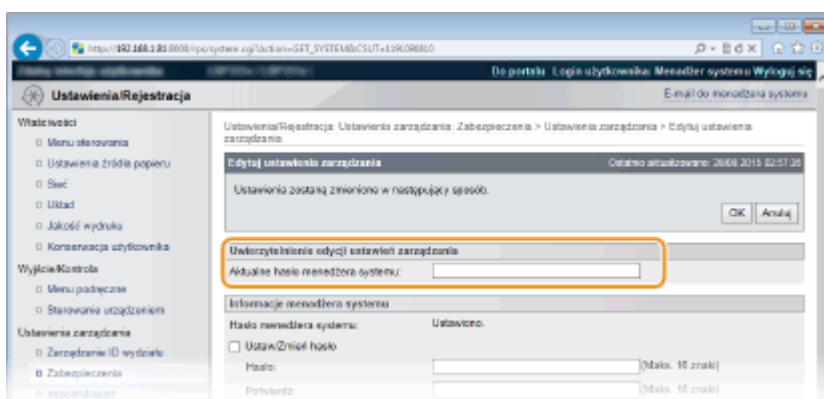 Do portalu Login użytkownika: Menedżer systemu Wyloguj się
Ustawienia/Rejestracja
E-mail do menedżera systemu
Właściwości
Menu sterowania
Ustawienia źródła papieru
Sieć
Układ
Jakość wydruku
Konserwacja użytkownika
Wyjście/Kontrola
Menu podręczne
Sterowanie urządzeniem
Ustawienia zarządzania
Zarządzanie ID wydziału
Zabezpieczenia
Ustawienia/Rejestracja: Ustawienia zarządzania: Zabezpieczenia > Ustawienia zarządzania > Edytuj ustawienia
zarządzania
Edytuj ustawienia zarządzania
Ostatnio aktualizowano: 2015 02:57:26
Ustawienia zostaną zmienione w następujący sposób.
OK Anuluj
Uwierzytelnienie edycji ustawień zarządzania
Aktualne hasło menedżera systemu:
Informacje menedżera systemu
Hasło menedżera systemu: Ustawiono.
Ustaw/Zmień hasło
Hasło: (Maks. 16 znaki)
Potwierdź: (Maks. 16 znaki)